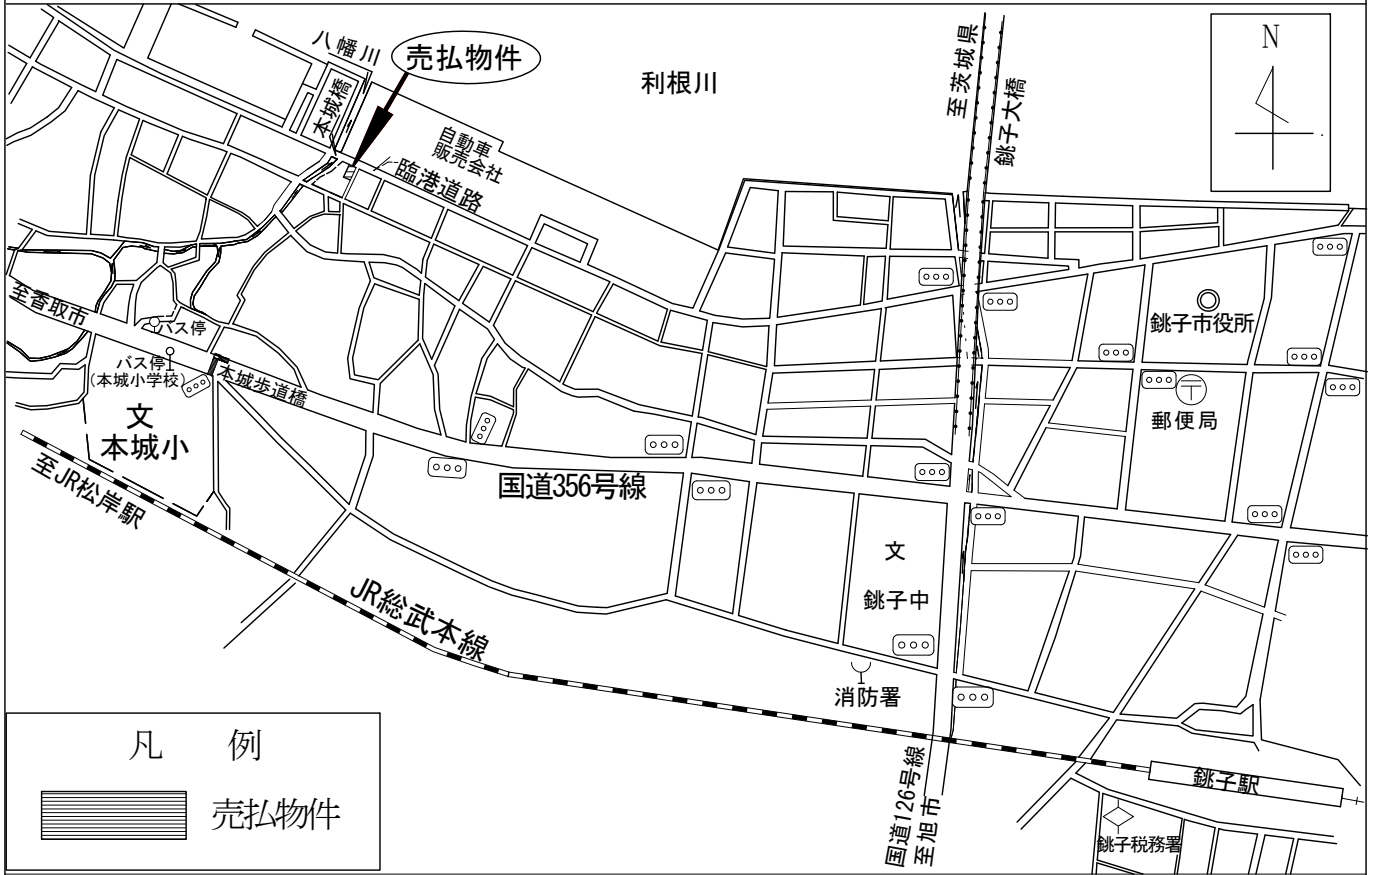 八幡川
売払物件
利根川
至茨城県
銚子大橋
N
本城橋
自動車
販売会社
臨港道路
至香取市
バス停
バス停
(本城小学校)
本城歩道橋
銚子市役所
文
本城小
郵便局
至JR松岸駅
国道356号線
文
銚子中
JR総武本線
消防署
国道126号線
至旭市
銚子駅
銚子税務署
凡 例
売払物件